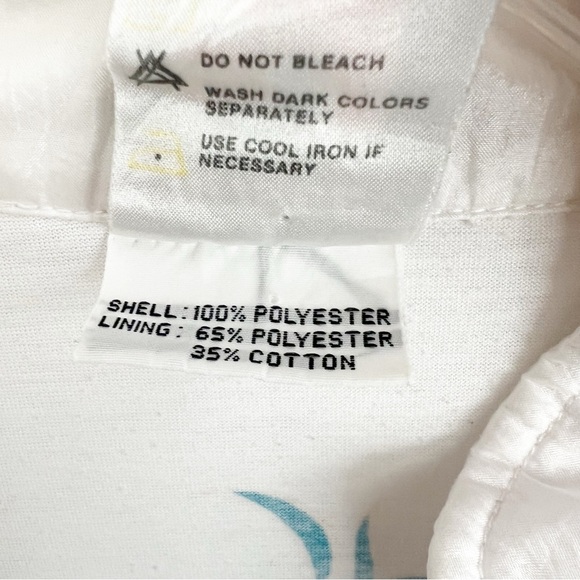 DO NOT BLEACH
WASH DARK COLORS
SEPARATELY
USE COOL IRON IF
NECESSARY
SHELL: 100% POLYESTER
LINING: 65% POLYESTER
35% COTTON